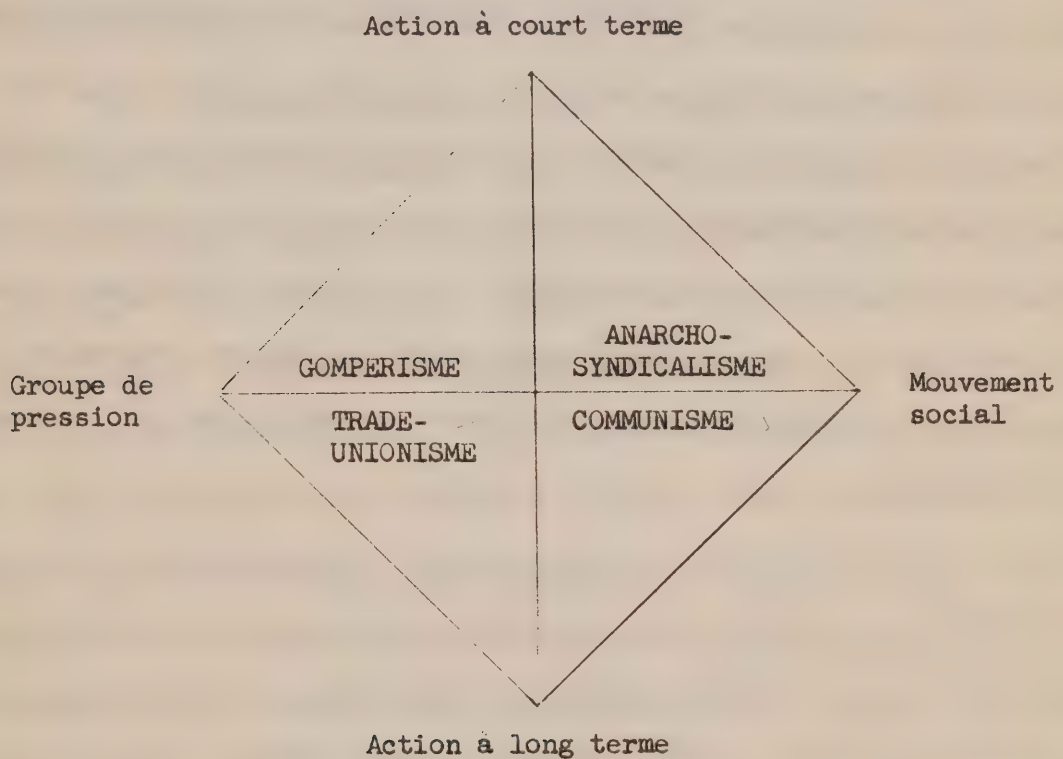 Action à court terme
GOMPERISME
ANARCHO-
SYNDICALISME
Groupe de
pression
Mouvement
social
TRADE-
UNIONISME
COMMUNISME
Action à long terme